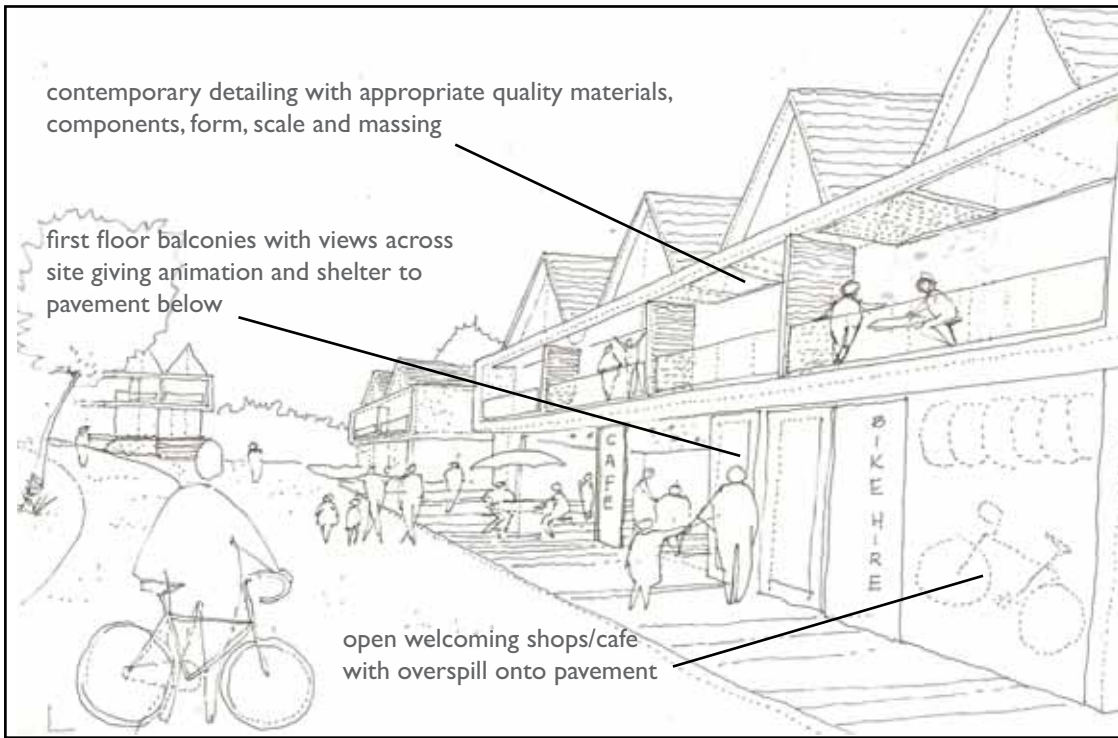 contemporary detailing with appropriate quality materials,
components, form, scale and massing
first floor balconies with views across
site giving animation and shelter to
pavement below
CAFE
BIKE HIRE
open welcoming shops/cafe
with overspill onto pavement